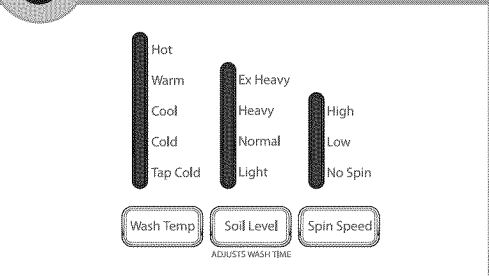 Hot
Warm
Ex Heavy
Cool
Heavy
High
Cold
Normal
Low
Tap Cold
Light
No Spin
Wash Temp
Soil Level
Spin Speed
ADJUSTS WASH TIME